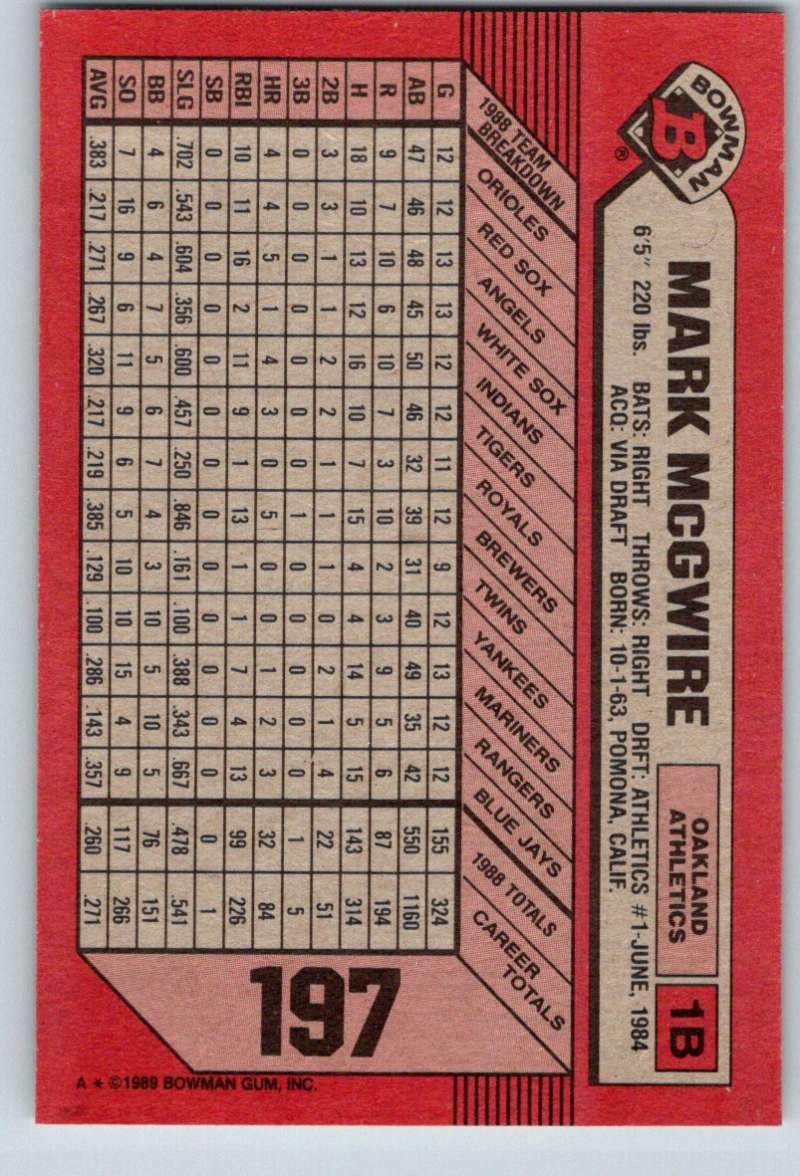 BOWMAN
B
®
MARK McGWIRE
OAKLAND
ATHLETICS
1B
6'5" 220 lbs. BATS: RIGHT THROWS: RIGHT DRFT: ATHLETICS #1-JUNE, 1984
ACQ: VIA DRAFT BORN: 10-1-63, POMONA, CALIF.
1988 TEAM
BREAKDOWN
ORIOLES
RED SOX
ANGELS
WHITE SOX
INDIANS
TIGERS
ROYALS
BREWERS
TWINS
YANKEES
MARINERS
RANGERS
BLUE JAYS
1988 TOTALS
CAREER
TOTALS
G 12 12 13 13 12 12 11 12 9 12 13 12 12 155 324
AB 47 46 48 45 50 46 32 39 31 40 49 35 42 550 1160
R 9 7 10 6 10 7 3 10 2 3 9 5 6 87 194
H 18 10 13 12 16 10 7 15 4 4 14 5 15 143 314
2B 3 3 1 1 2 2 1 1 1 0 2 1 4 22 51
3B 0 0 0 0 0 0 0 1 0 0 0 0 0 1 5
HR 4 4 5 1 4 3 0 5 0 0 1 2 3 32 84
RBI 10 11 16 2 11 9 1 13 1 1 7 4 13 99 226
SB 0 0 0 0 0 0 0 0 0 0 0 0 0 0 1
SLG .702 .543 .604 .356 .600 .457 .250 .846 .161 .100 .388 .343 .667 .478 .541
BB 4 6 4 7 5 6 7 4 3 10 5 10 5 76 151
SO 7 16 9 6 11 9 6 5 10 10 15 4 9 117 266
AVG .383 .217 .271 .267 .320 .217 .219 .385 .129 .100 .286 .143 .357 .260 .271
197
A * ©1989 BOWMAN GUM, INC.